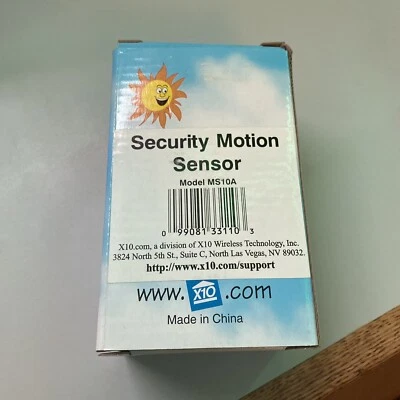 Security Motion
Sensor
Model MS10A
0 99081 33110 3
X10.com, a division of X10 Wireless Technology, Inc.
3824 North 5th St., Suite C, North Las Vegas, NV 89032.
http://www.x10.com/support
www. X10 .com
Made in China